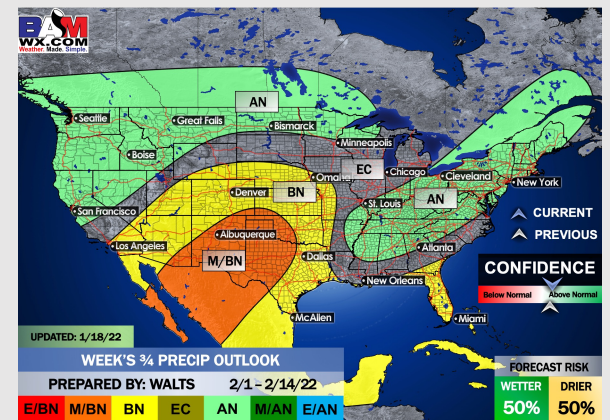 BAM
WX.COM
Weather. Made. Simple.
AN
Seattle
Great Falls
Bismarck
Minneapolis
Boise
EC
Chicago
Cleveland
Omaha
New York
Denver
BN
AN
St. Louis
San Francisco
CURRENT
Albuquerque
PREVIOUS
Los Angeles
Atlanta
M/BN
Dallas
CONFIDENCE
New Orleans
Below Normal
Above Normal
McAllen
Miami
UPDATED: 1/18/22
WEEK'S ¾ PRECIP OUTLOOK
FORECAST RISK
PREPARED BY: WALTS 2/1 – 2/14/22
WETTER DRIER
50% 50%
E/BN M/BN BN EC AN M/AN E/AN